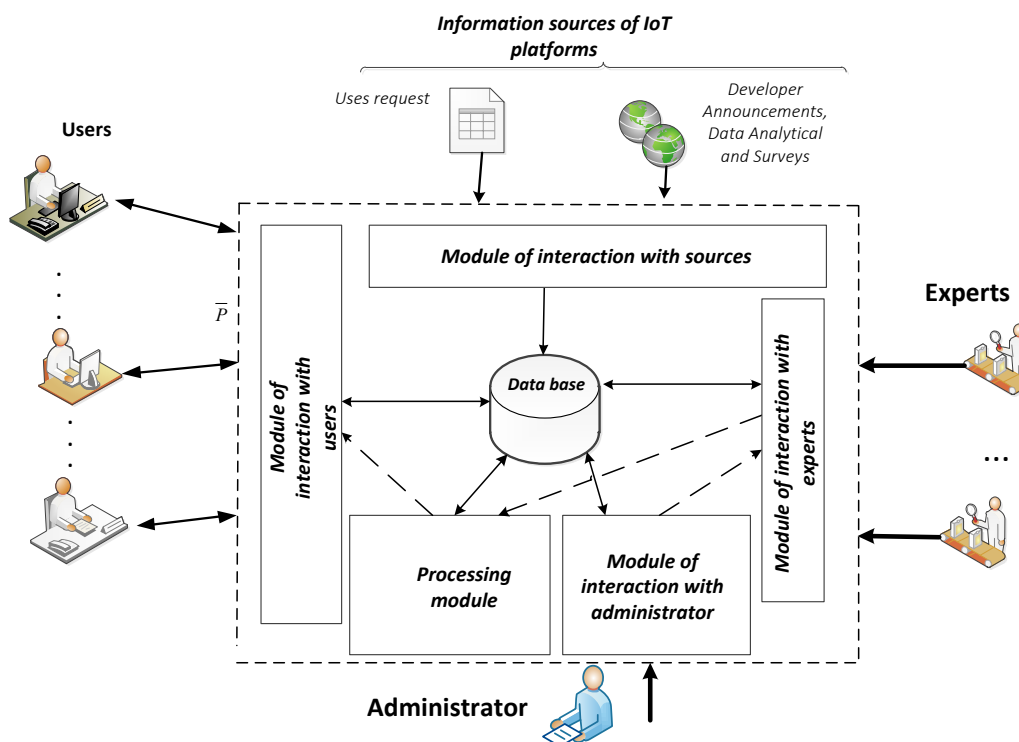 Information sources of IoT
platforms
Uses request
Developer
Announcements,
Data Analytical
and Surveys
Users
Module of interaction with sources
Experts
P̅
Module of
interaction with
users
Data base
Module of interaction with
experts
...
Processing
module
Module of
interaction with
administrator
Administrator